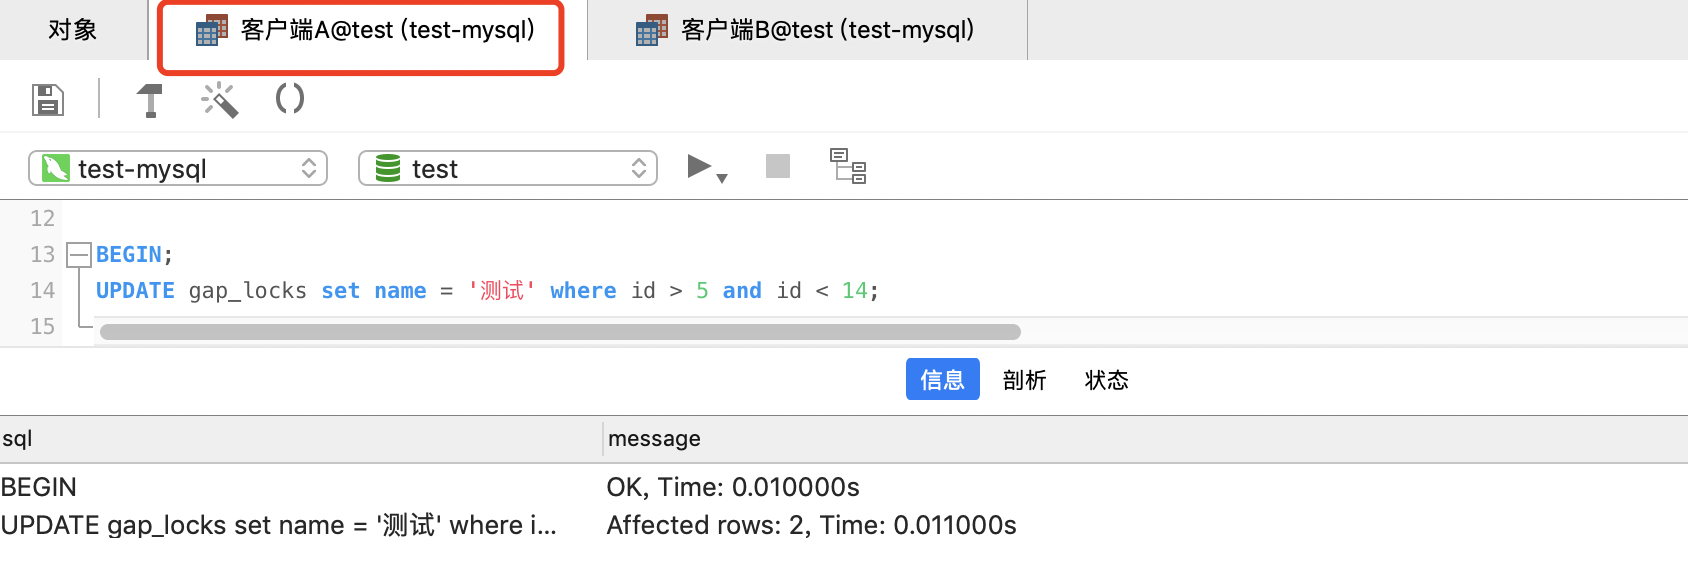 对象
客户端A@test (test-mysql)
客户端B@test (test-mysql)
test-mysql
test
12
13 BEGIN;
14 UPDATE gap_locks set name = '测试' where id > 5 and id < 14;
15
信息 剖析 状态
sql message
BEGIN OK, Time: 0.010000s
UPDATE gap_locks set name = '测试' where i... Affected rows: 2, Time: 0.011000s